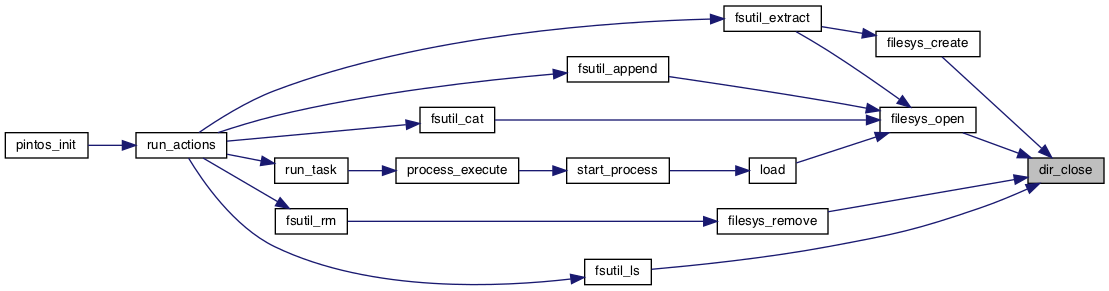 fsutil_extract
filesys_create
fsutil_append
fsutil_cat
filesys_open
pintos_init
run_actions
run_task
process_execute
start_process
load
dir_close
fsutil_rm
filesys_remove
fsutil_ls